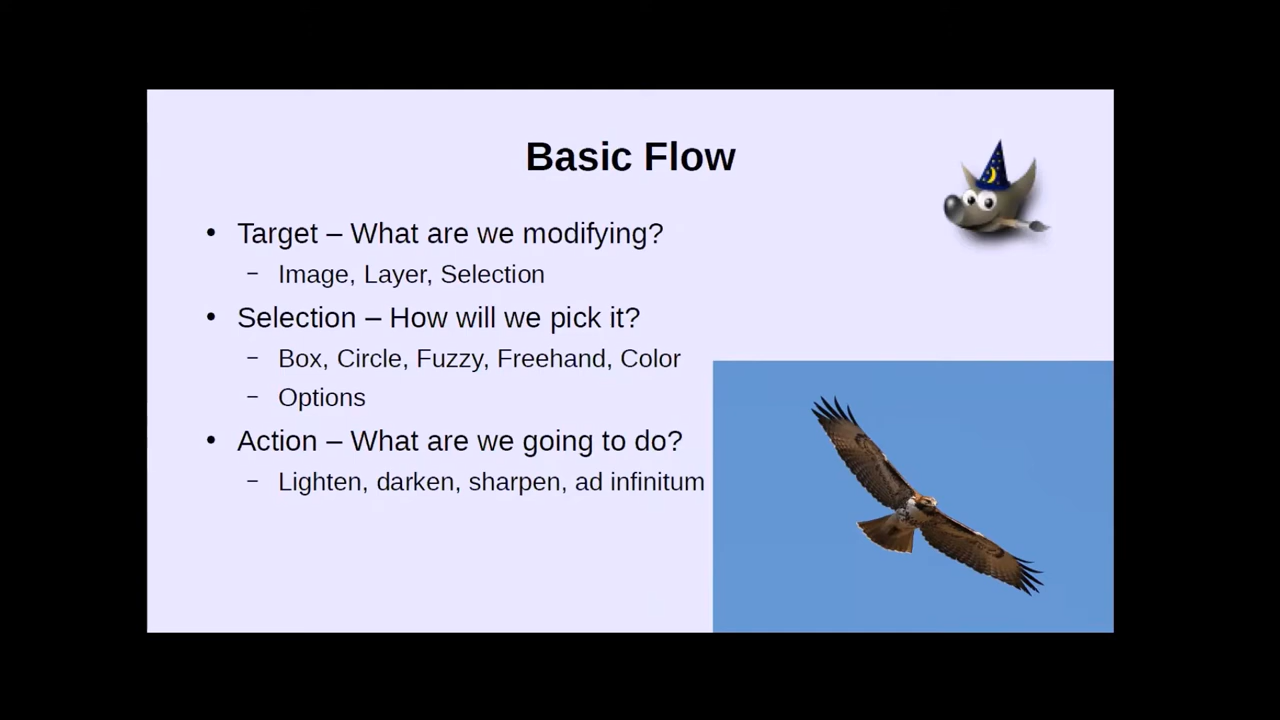 Basic Flow
• Target – What are we modifying?
– Image, Layer, Selection
• Selection – How will we pick it?
– Box, Circle, Fuzzy, Freehand, Color
– Options
• Action – What are we going to do?
– Lighten, darken, sharpen, ad infinitum